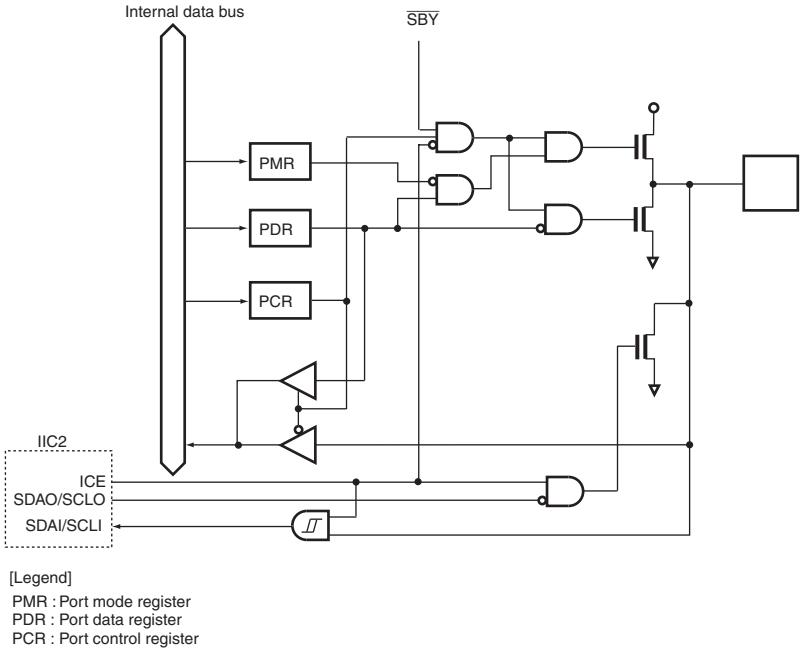 Internal data bus
SBY
PMR
PDR
PCR
IIC2
ICE
SDAO/SCLO
SDAI/SCLI
[Legend]
PMR : Port mode register
PDR : Port data register
PCR : Port control register